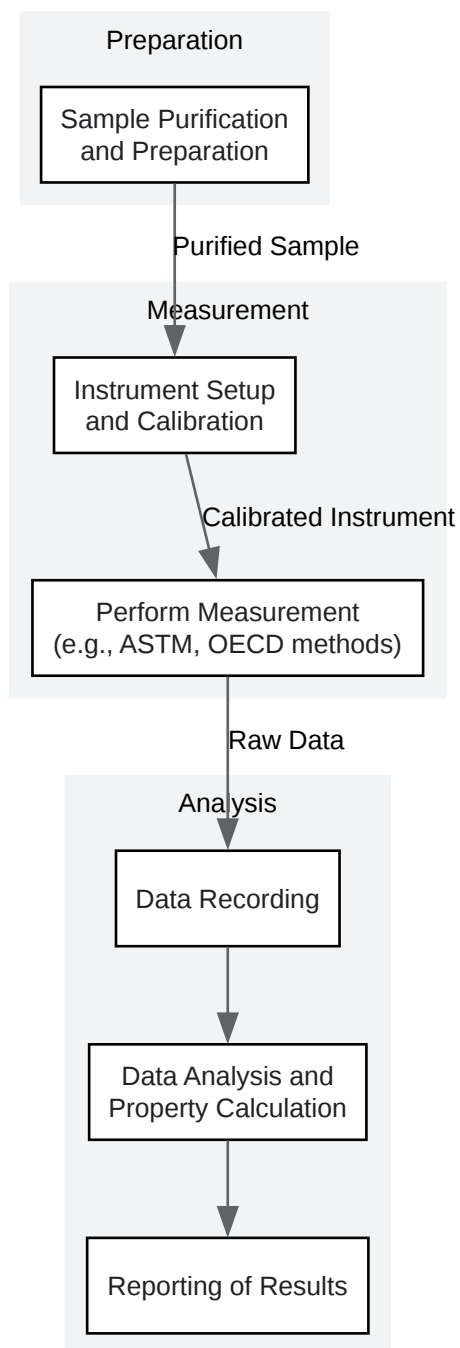 Preparation
Sample Purification
and Preparation
Purified Sample
Measurement
Instrument Setup
and Calibration
Calibrated Instrument
Perform Measurement
(e.g., ASTM, OECD methods)
Raw Data
Analysis
Data Recording
Data Analysis and
Property Calculation
Reporting of Results